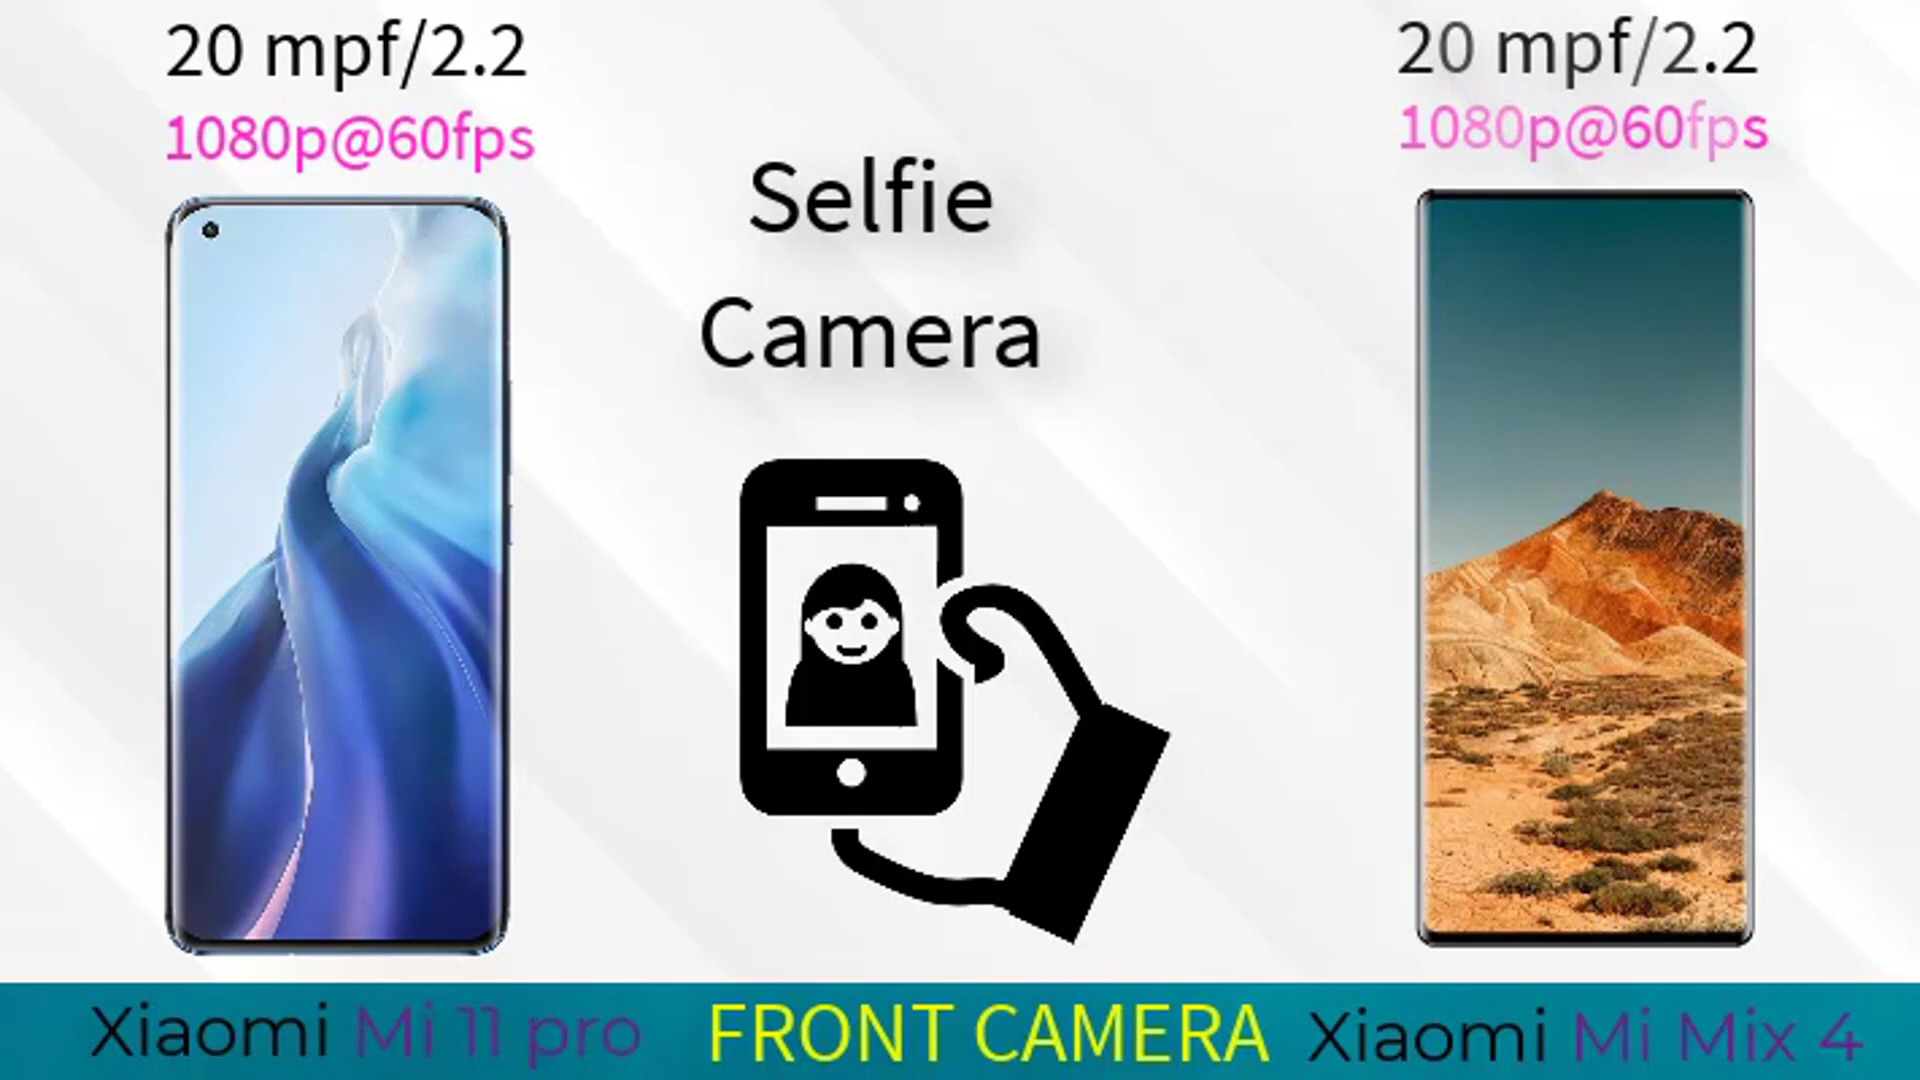 20 mpf/2.2
1080p@60fps
20 mpf/2.2
1080p@60fps
Selfie
Camera
Xiaomi Mi 11 pro
FRONT CAMERA
Xiaomi Mi Mix 4